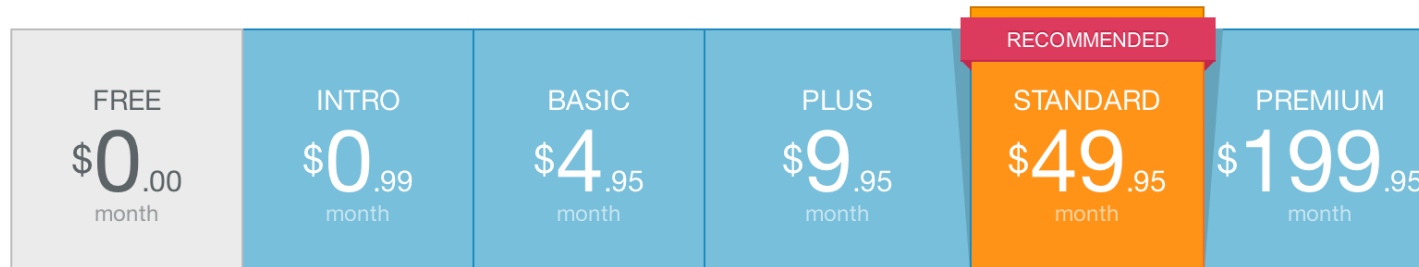 RECOMMENDED
FREE
$0.00
month
INTRO
$0.99
month
BASIC
$4.95
month
PLUS
$9.95
month
STANDARD
$49.95
month
PREMIUM
$199.95
month